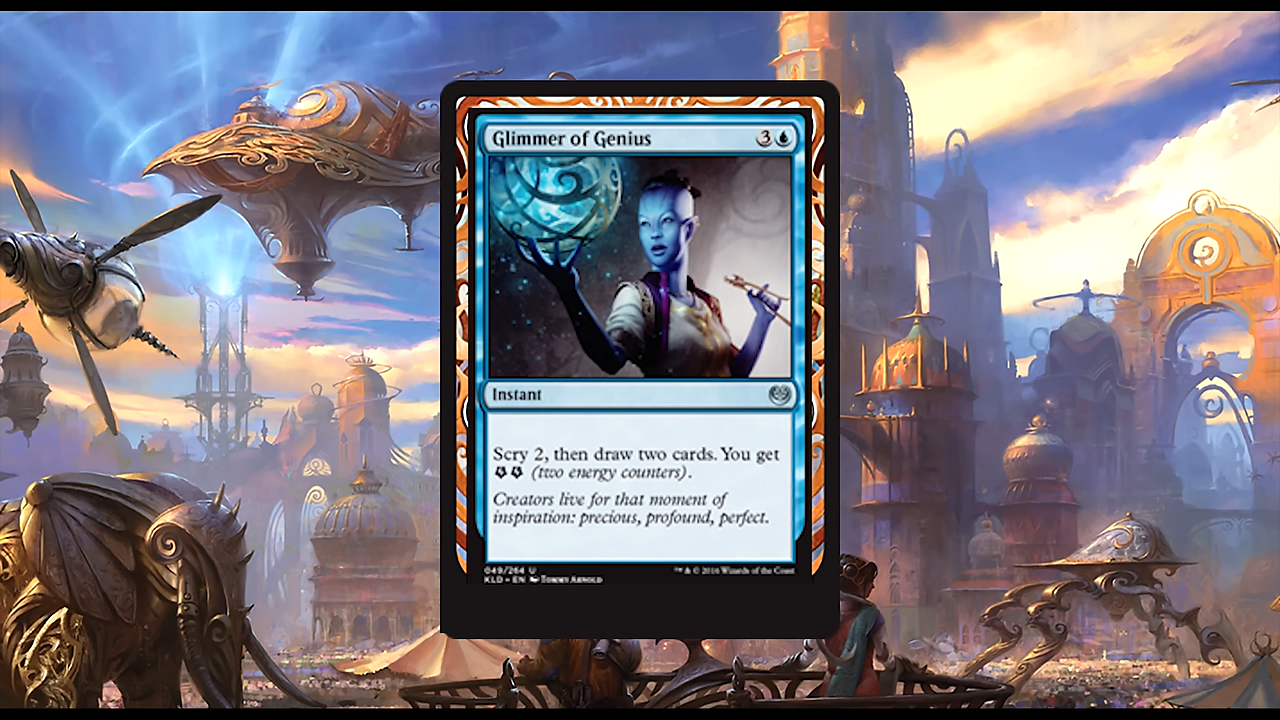 Glimmer of Genius 3
Instant
Scry 2, then draw two cards. You get
(two energy counters).
Creators live for that moment of
inspiration: precious, profound, perfect.
049/264 U
KLD • EN Tommy Arnold
™ & © 2016 Wizards of the Coast